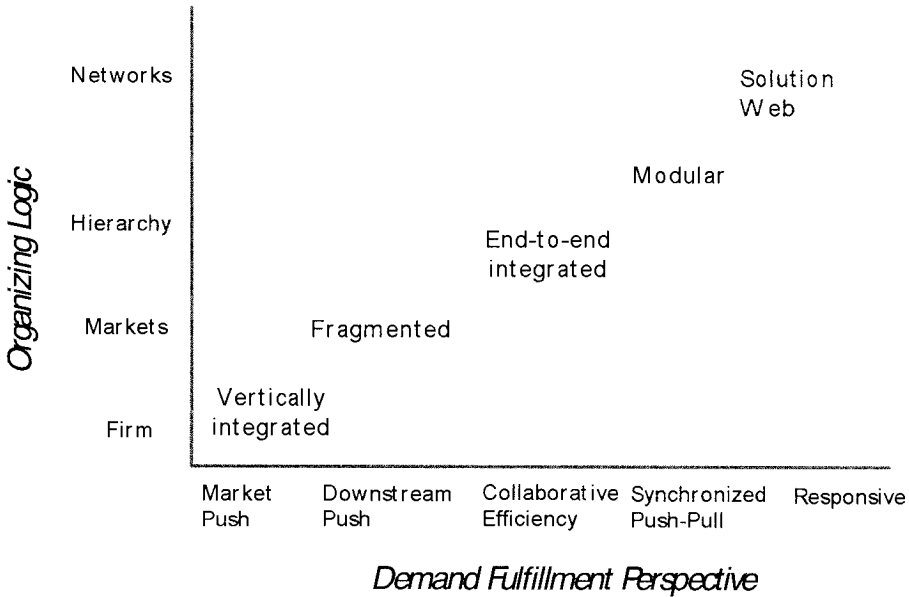 Networks
Solution
Web
Modular
Hierarchy
End-to-end
integrated
Organizing Logic
Markets
Fragmented
Vertically
integrated
Firm
Market
Push
Downstream
Push
Collaborative
Efficiency
Synchronized
Push-Pull
Responsive
Demand Fulfillment Perspective